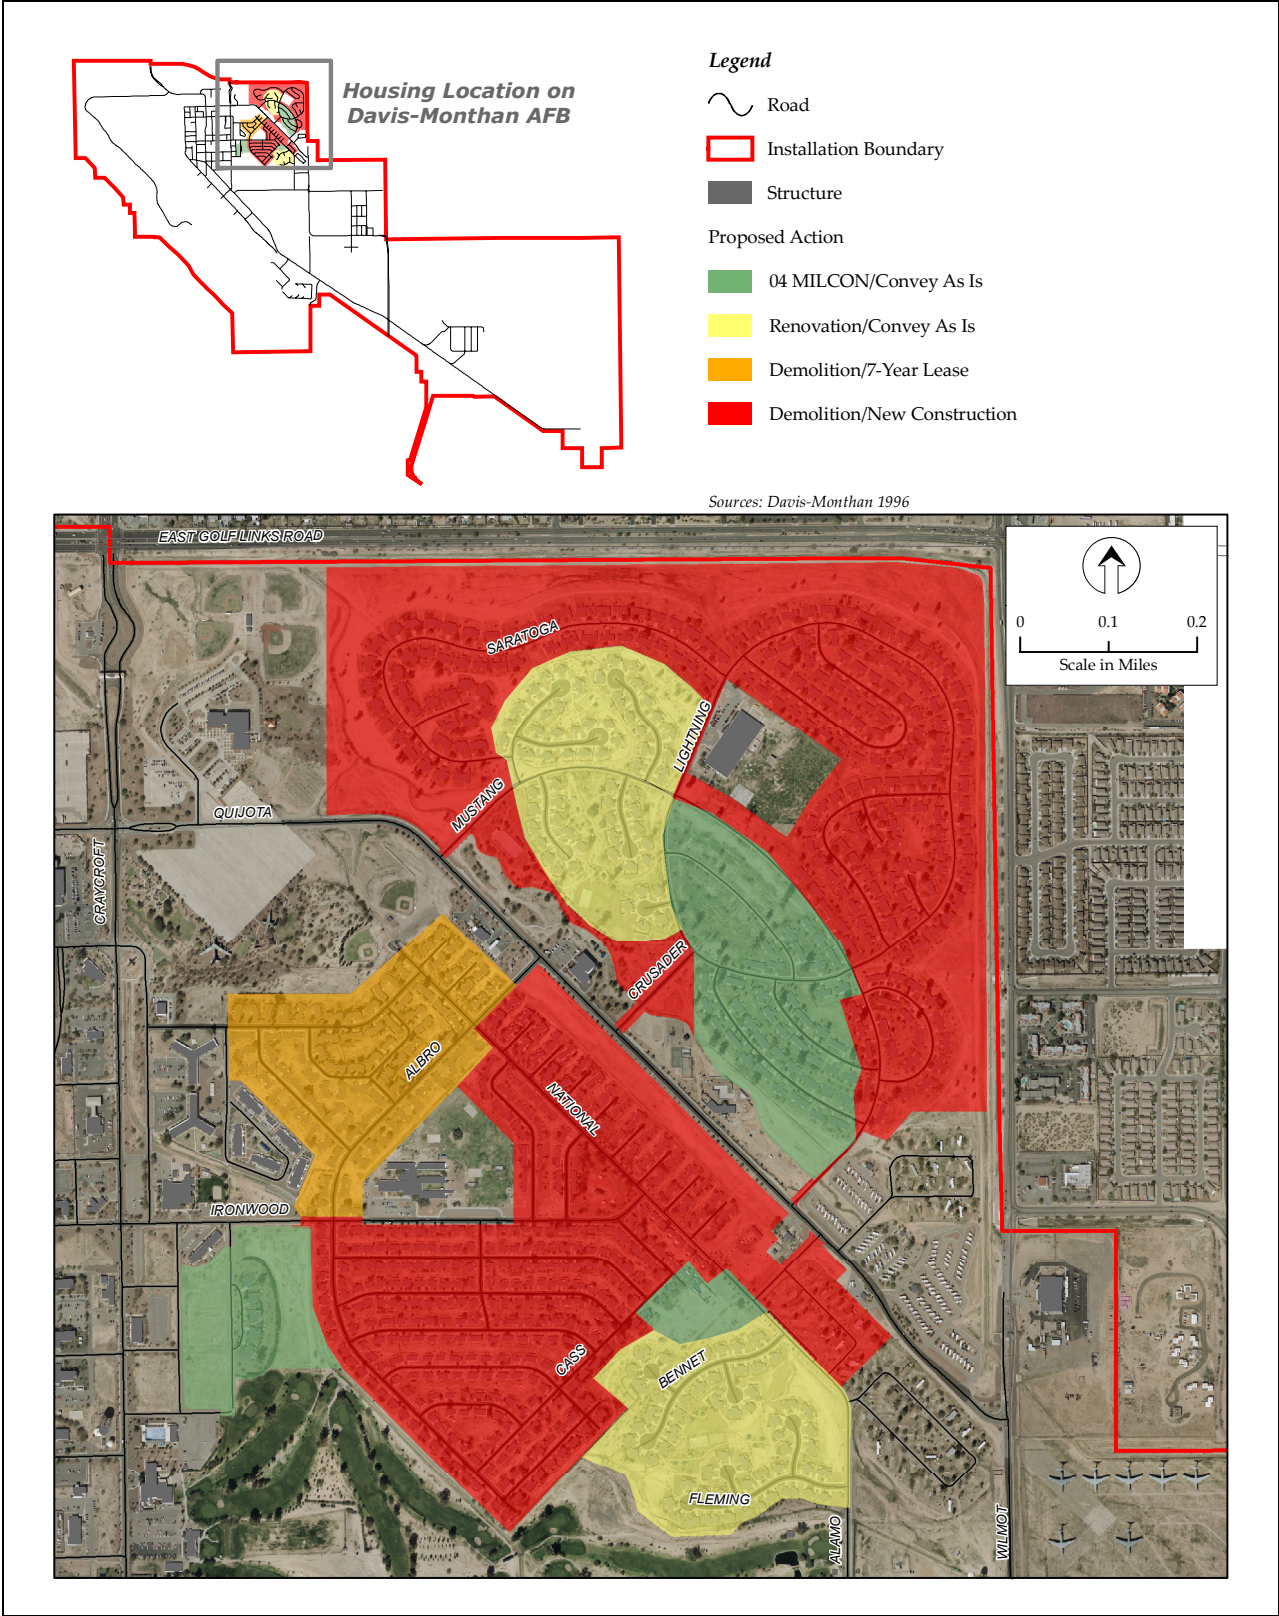 Housing Location on
Davis-Monthan AFB
Legend
Road
Installation Boundary
Structure
Proposed Action
04 MILCON/Convey As Is
Renovation/Convey As Is
Demolition/7-Year Lease
Demolition/New Construction
Sources: Davis-Monthan 1996
EAST GOLF LINKS ROAD
0 0.1 0.2
Scale in Miles
SARATOGA
LIGHTNING
MUSTANG
QUIJOTA
CRAYCROFT
CRUSADER
ALBRO
NATIONAL
IRONWOOD
CASS
BENNET
FLEMING
ALAMO
WILMOT